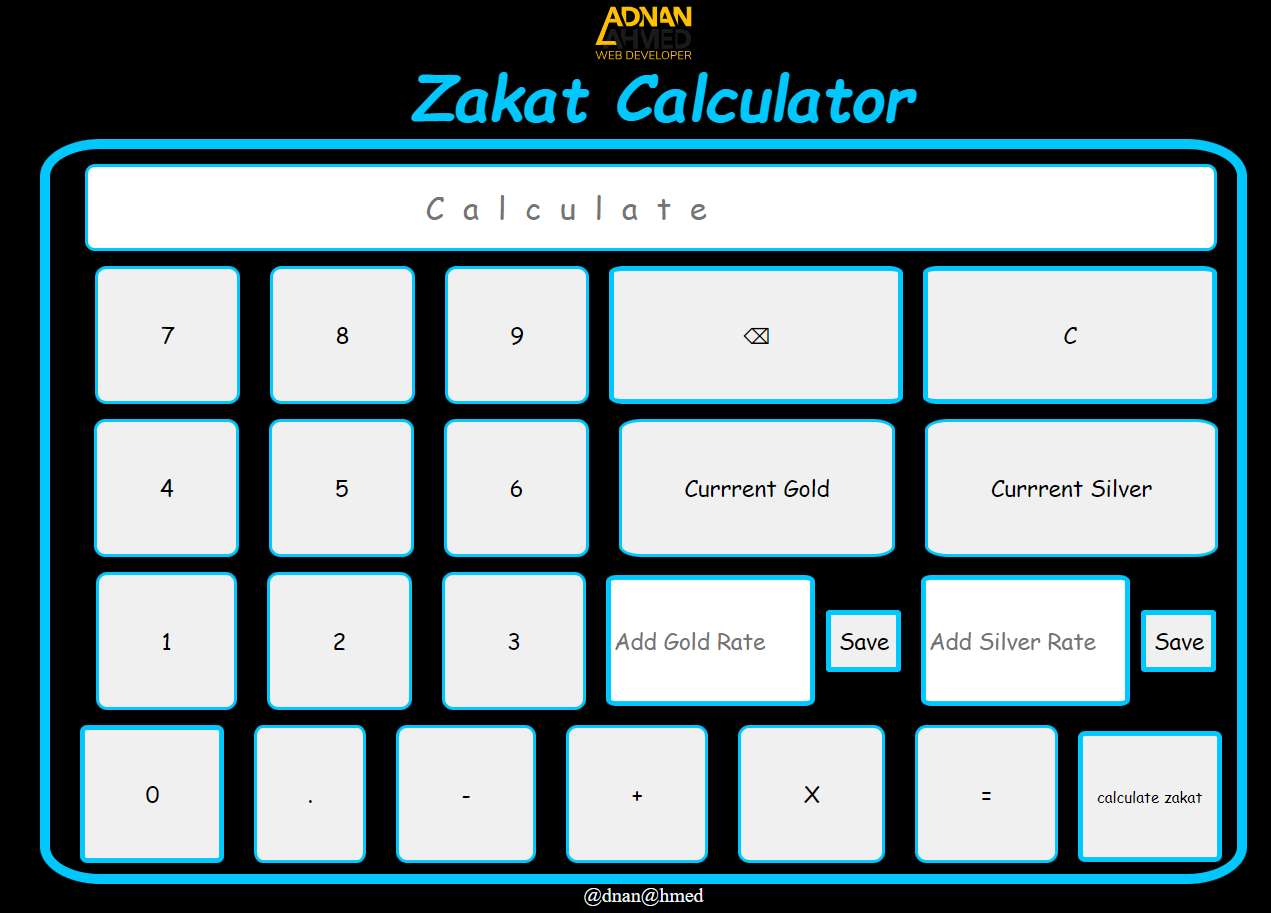 ADNAN
AHMED
WEB DEVELOPER
Zakat Calculator
Calculate
7 8 9 ⌫ C
4 5 6 Currrent Gold Currrent Silver
1 2 3 Add Gold Rate Save Add Silver Rate Save
0 . - + X = calculate zakat
@dnan@hmed